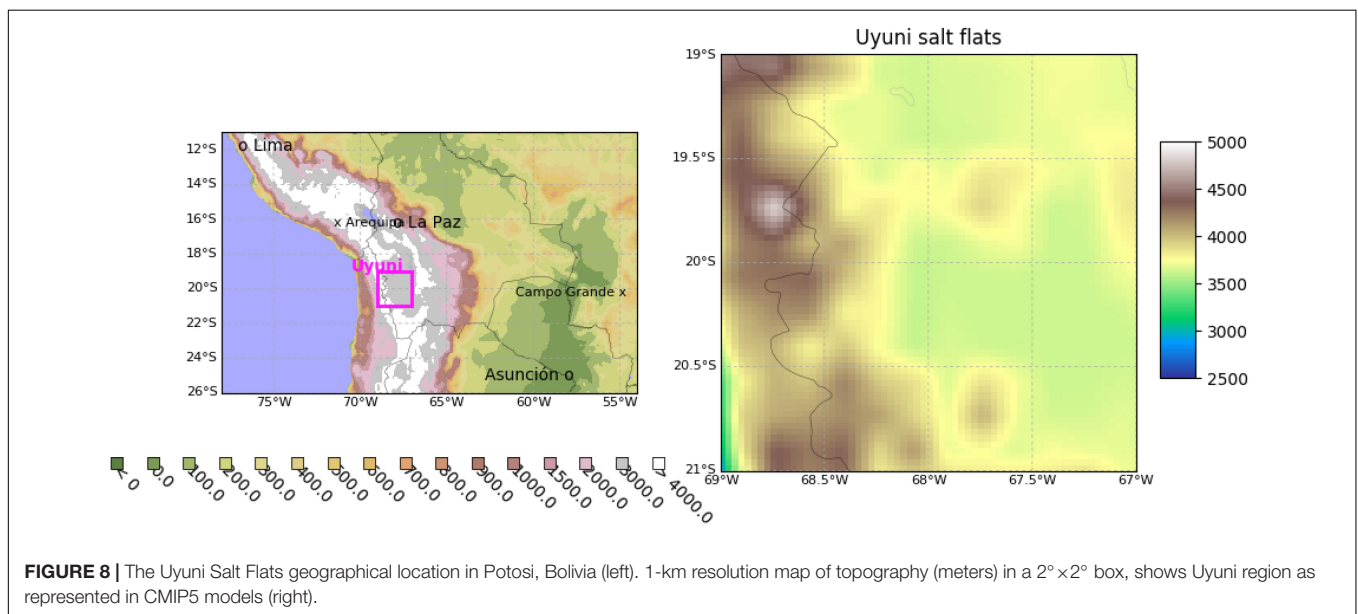 Uyuni salt flats
12°S
14°S
16°S
18°S
20°S
22°S
24°S
26°S
75°W
70°W
65°W
60°W
55°W
o Lima
x Arequipa
o La Paz
Uyuni
Campo Grande x
Asunción o
< 0
0.0
100.0
200.0
300.0
400.0
500.0
600.0
700.0
800.0
900.0
1000.0
1500.0
2000.0
3000.0
> 4000.0
19°S
19.5°S
20°S
20.5°S
21°S
69°W
68.5°W
68°W
67.5°W
67°W
5000
4500
4000
3500
3000
2500
FIGURE 8 | The Uyuni Salt Flats geographical location in Potosi, Bolivia (left). 1-km resolution map of topography (meters) in a 2°×2° box, shows Uyuni region as
represented in CMIP5 models (right).